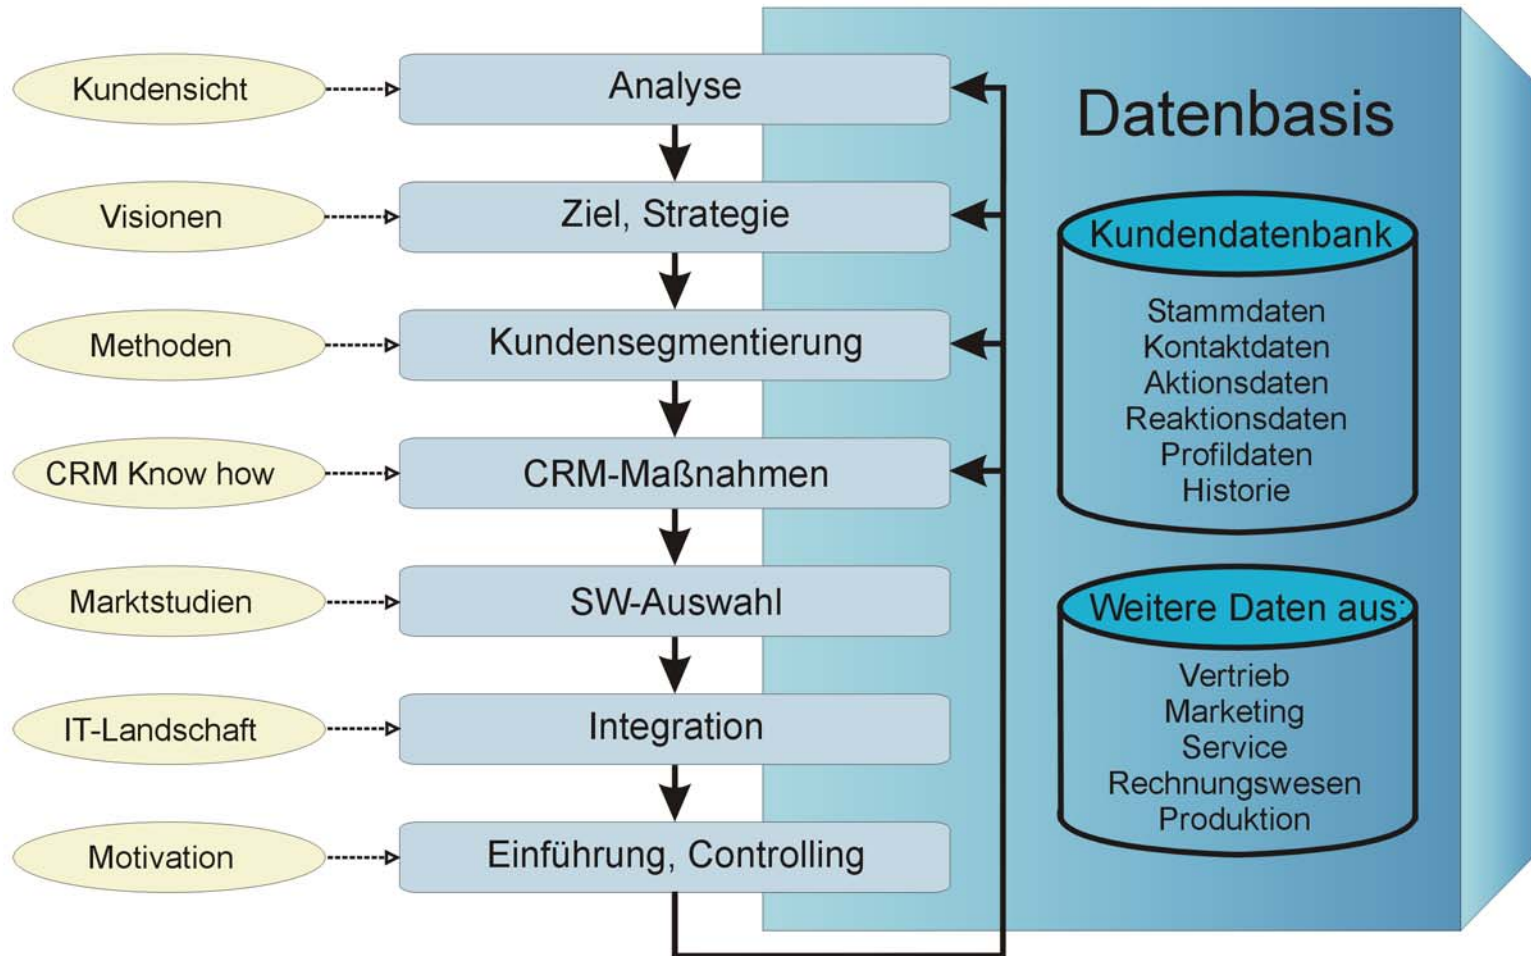 Kundensicht
Analyse
Visionen
Ziel, Strategie
Methoden
Kundensegmentierung
CRM Know how
CRM-Maßnahmen
Marktstudien
SW-Auswahl
IT-Landschaft
Integration
Motivation
Einführung, Controlling
Datenbasis
Kundendatenbank
Stammdaten
Kontaktdaten
Aktionsdaten
Reaktionsdaten
Profildaten
Historie
Weitere Daten aus:
Vertrieb
Marketing
Service
Rechnungswesen
Produktion